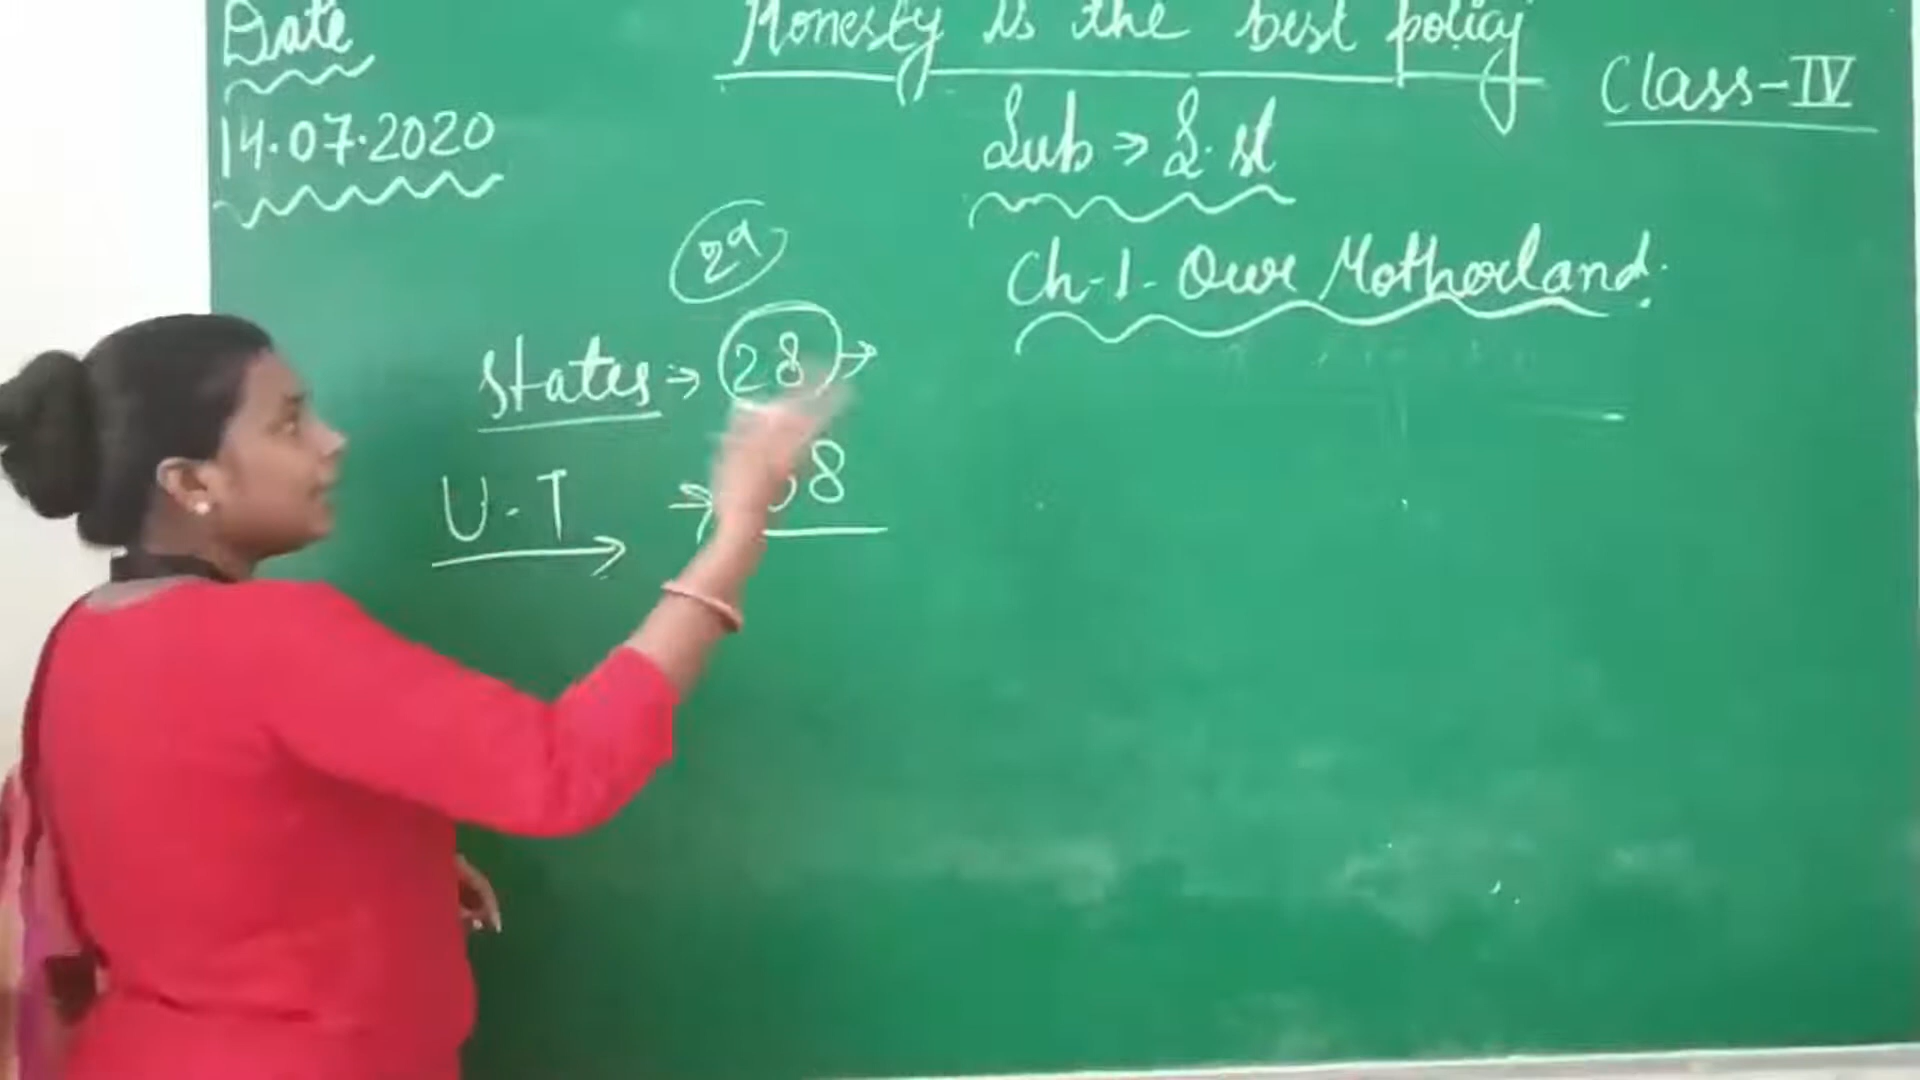 Date
14.07.2020
Honesty is the best policy
Class-IV
Sub → S.st
Ch-1. Our Motherland.
29
States → 28 →
U.T → 08